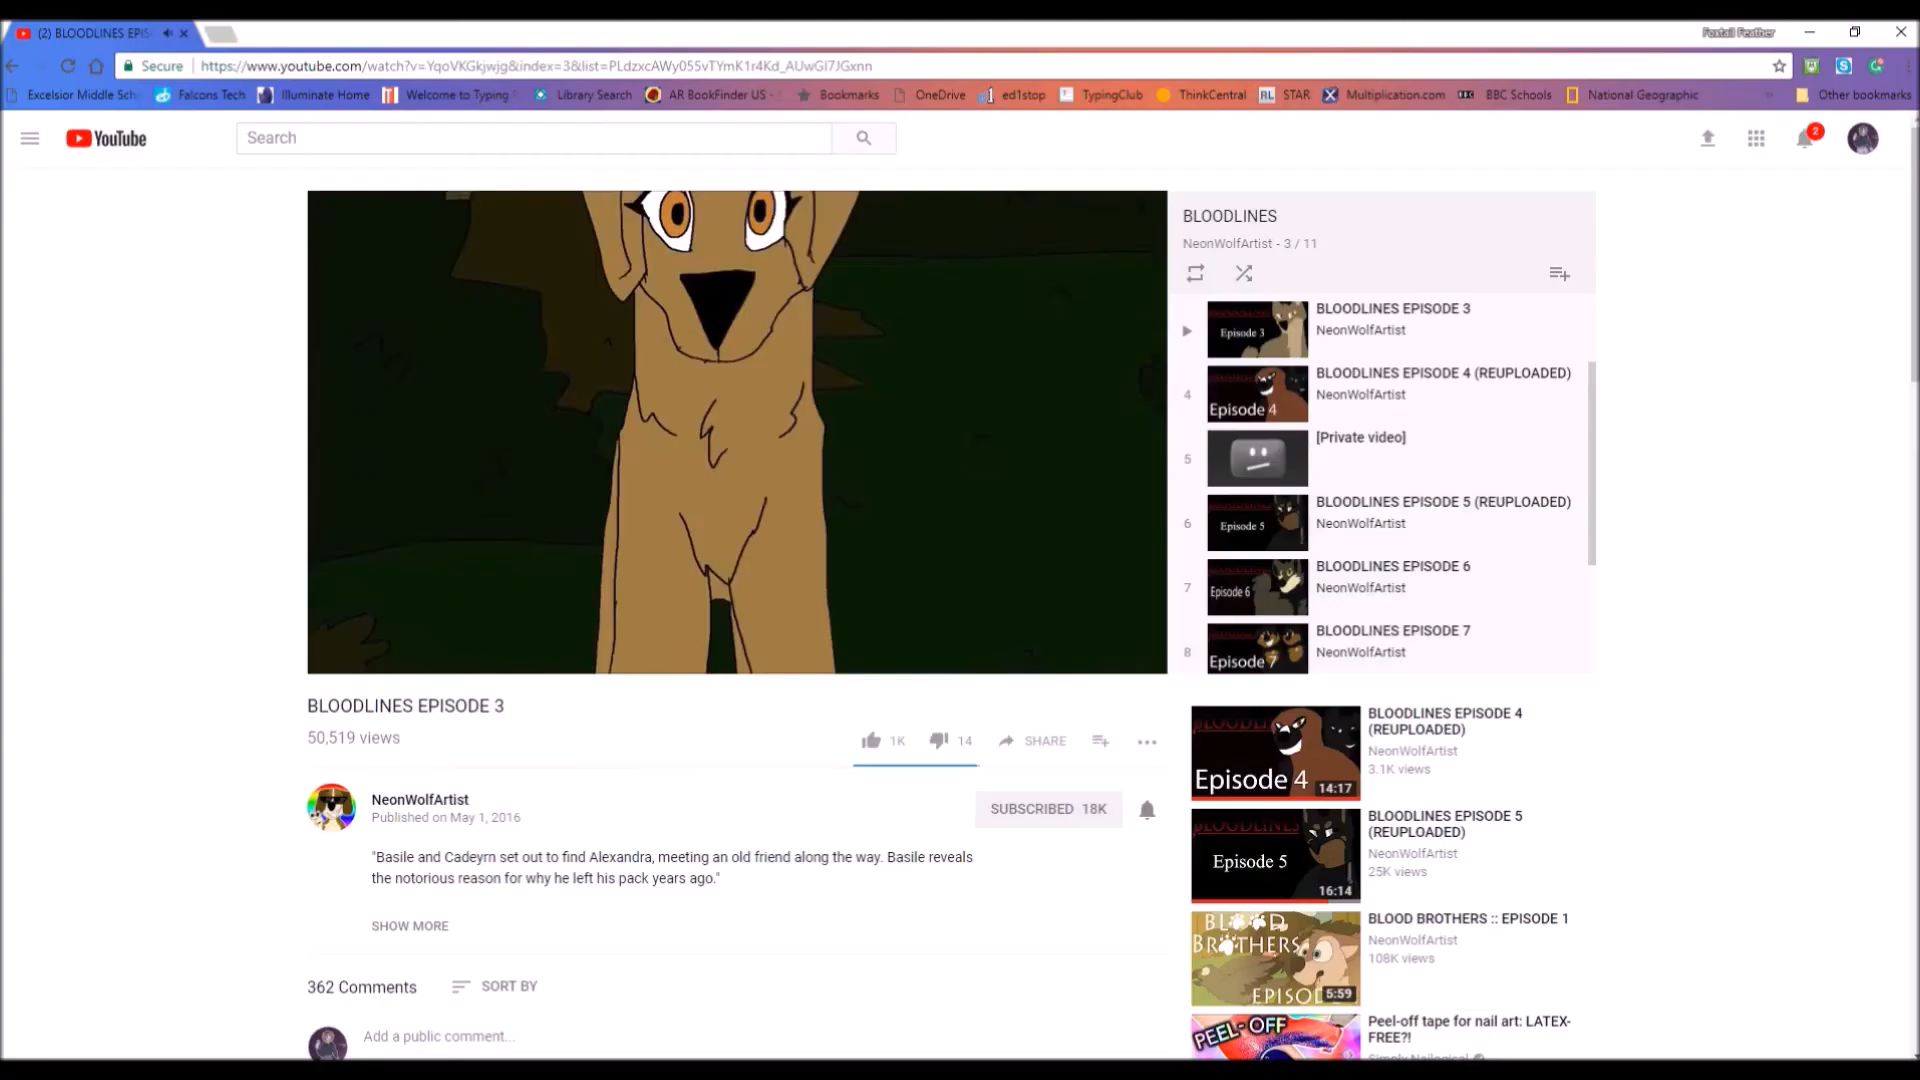 (2) BLOODLINES EPIS
Foxtail Feather
Secure
https://www.youtube.com/watch?v=YqoVKGkjwjg&index=3&list=PLdzxcAWy055vTYmK1r4Kd_AUwGI7JGxnn
Excelsior Middle Sch
Falcons Tech
Illuminate Home
Welcome to Typing
Library Search
AR BookFinder US -
Bookmarks
OneDrive
ed1stop
TypingClub
ThinkCentral
RL STAR
Multiplication.com
BBC Schools
National Geographic
Other bookmarks
YouTube
Search
2
BLOODLINES
NeonWolfArtist - 3 / 11
Episode 3
BLOODLINES EPISODE 3
NeonWolfArtist
4
Episode 4
BLOODLINES EPISODE 4 (REUPLOADED)
NeonWolfArtist
5
[Private video]
6
Episode 5
BLOODLINES EPISODE 5 (REUPLOADED)
NeonWolfArtist
7
Episode 6
BLOODLINES EPISODE 6
NeonWolfArtist
8
Episode 7
BLOODLINES EPISODE 7
NeonWolfArtist
BLOODLINES EPISODE 3
50,519 views
1K
14
SHARE
NeonWolfArtist
Published on May 1, 2016
SUBSCRIBED 18K
"Basile and Cadeyrn set out to find Alexandra, meeting an old friend along the way. Basile reveals
the notorious reason for why he left his pack years ago."
SHOW MORE
362 Comments
SORT BY
Add a public comment...
Episode 4
14:17
BLOODLINES EPISODE 4
(REUPLOADED)
NeonWolfArtist
3.1K views
BLOODLINES
Episode 5
16:14
BLOODLINES EPISODE 5
(REUPLOADED)
NeonWolfArtist
25K views
BLOOD
BROTHERS
EPISO
5:59
BLOOD BROTHERS :: EPISODE 1
NeonWolfArtist
108K views
PEEL-OFF
Peel-off tape for nail art: LATEX-
FREE?!
Simply Nailogical